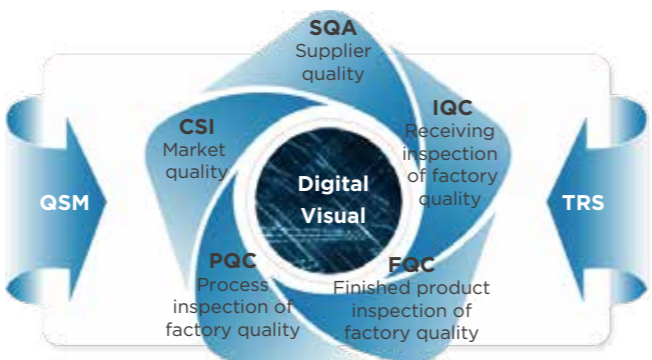 SQA
Supplier
quality
IQC
Receiving
inspection
of factory
quality
CSI
Market
quality
Digital
Visual
QSM
TRS
PQC
Process
inspection of
factory quality
FQC
Finished product
inspection of
factory quality